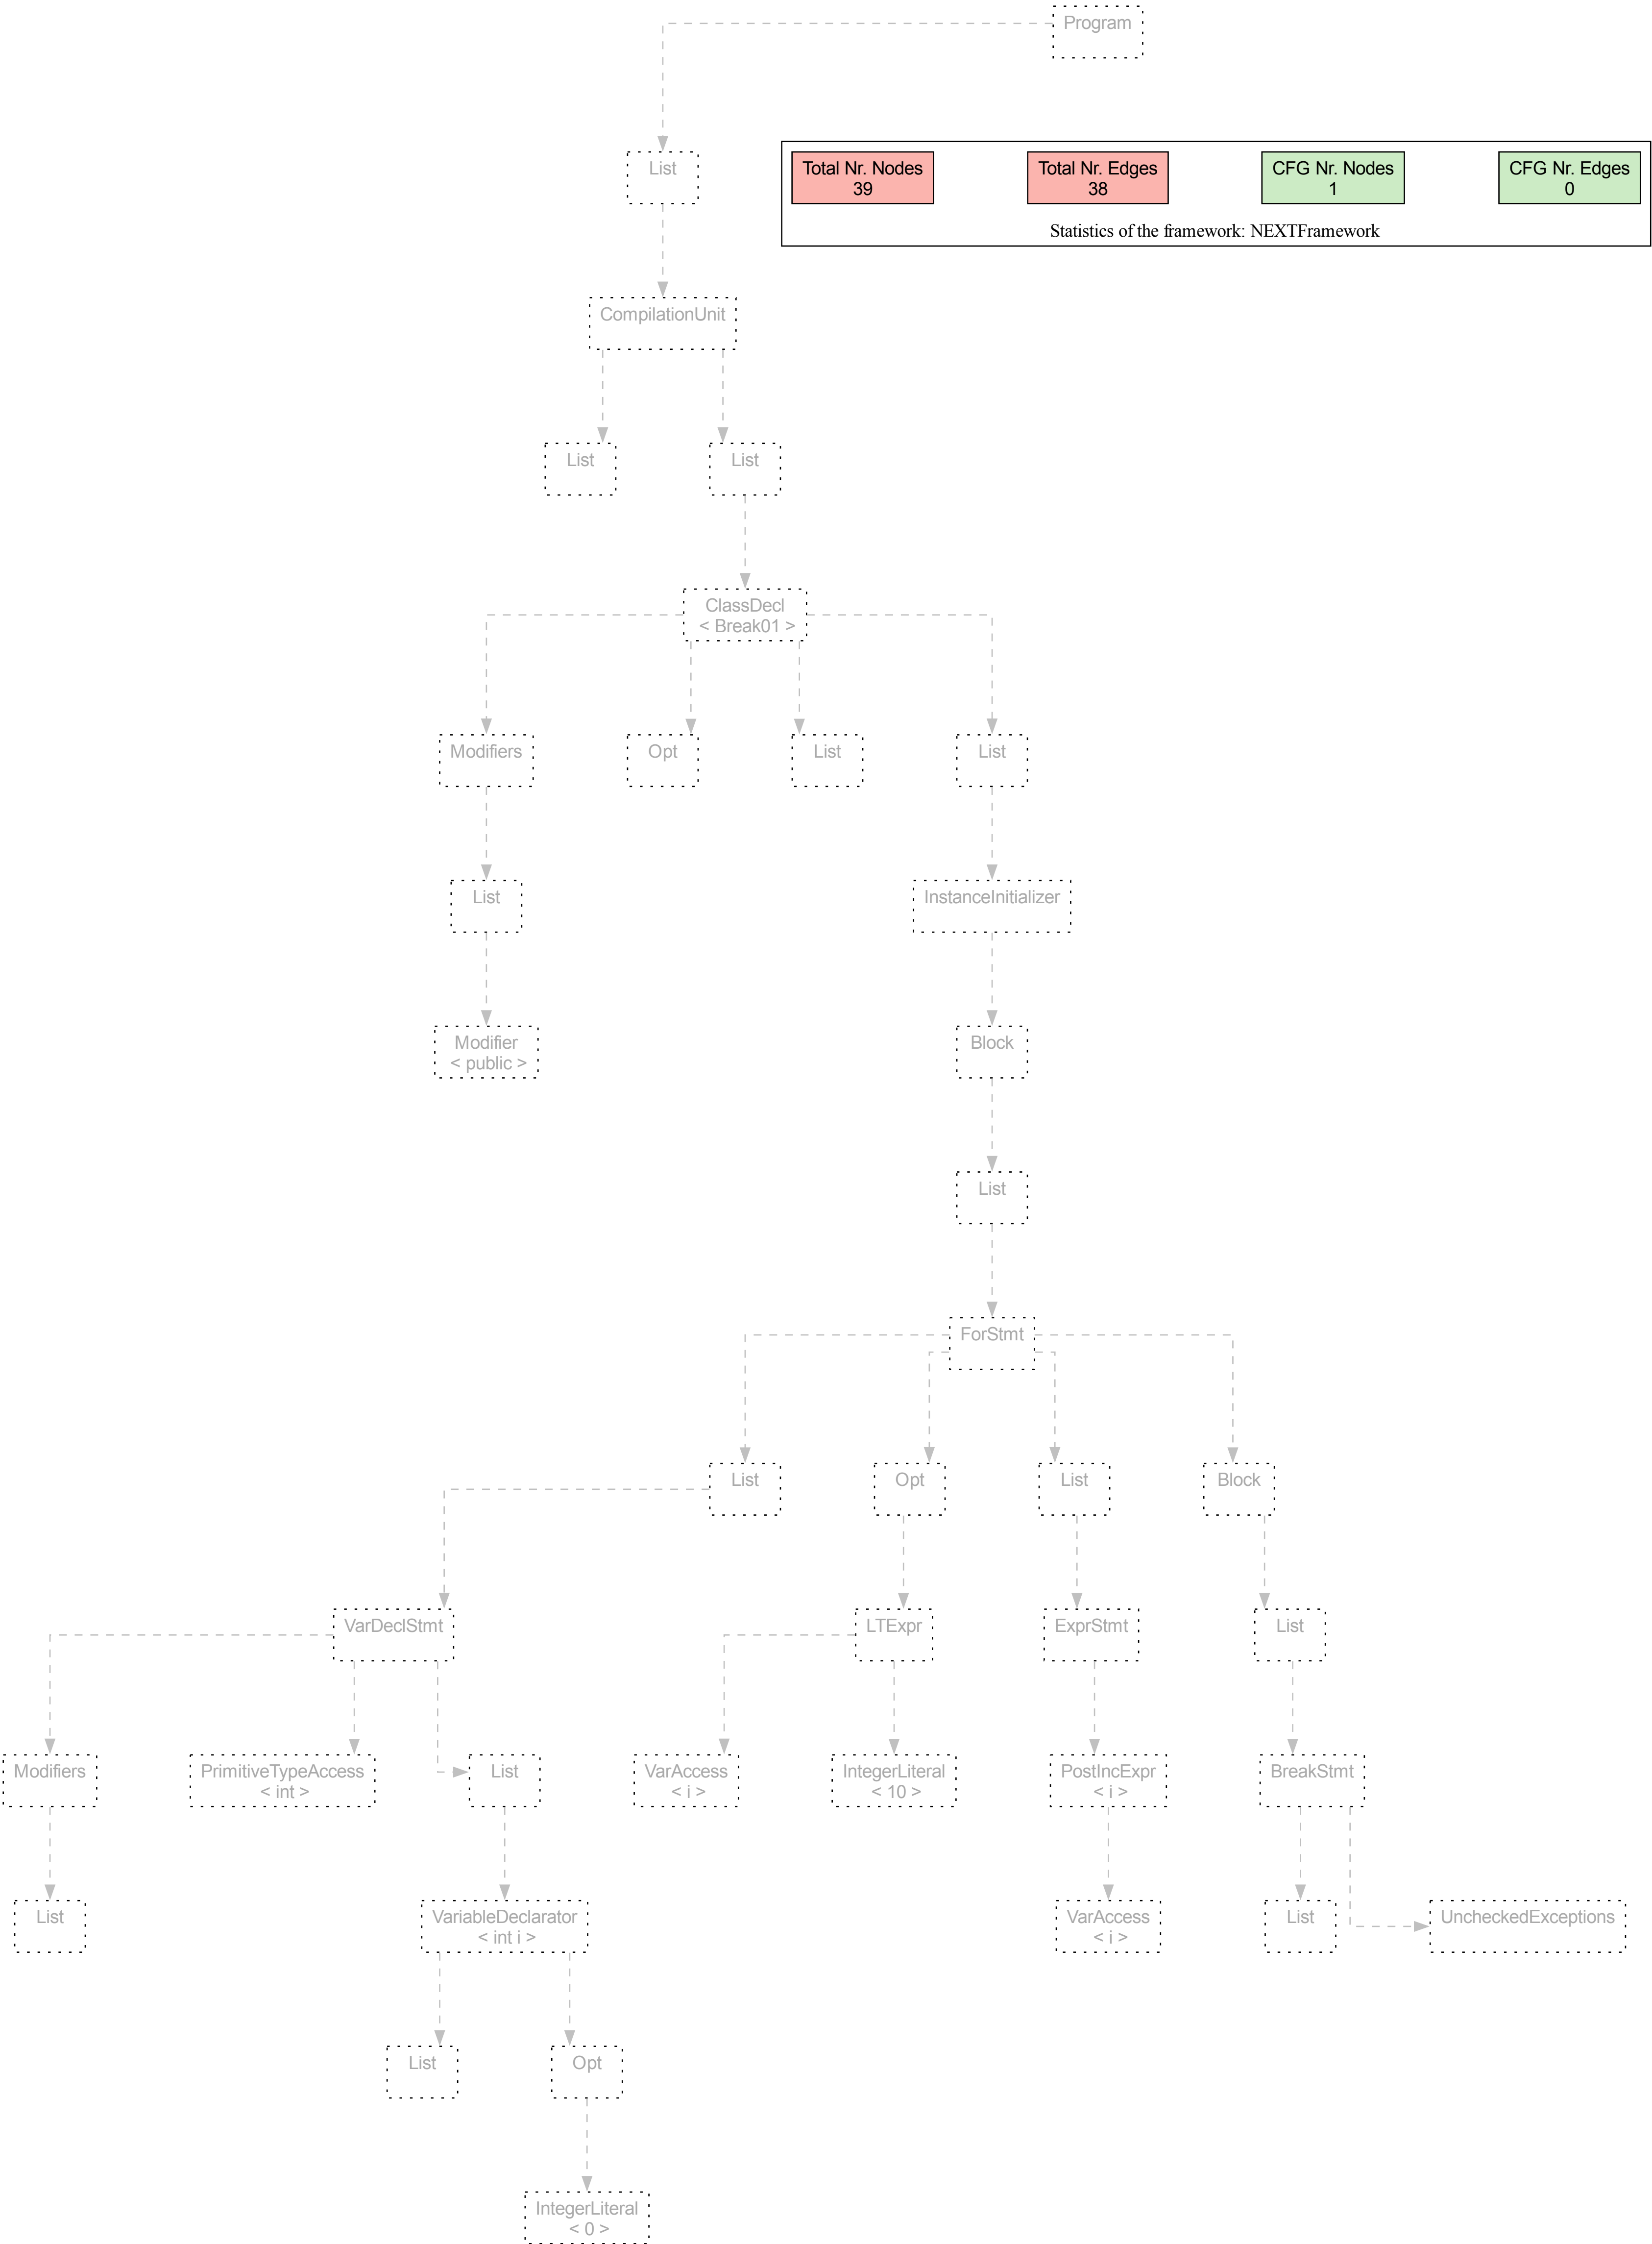 Program
List
Total Nr. Nodes
39
Total Nr. Edges
38
CFG Nr. Nodes
1
CFG Nr. Edges
0
Statistics of the framework: NEXTFramework
CompilationUnit
List
List
ClassDecl
< Break01 >
Modifiers
Opt
List
List
List
InstanceInitializer
Modifier
< public >
Block
List
ForStmt
List
Opt
List
Block
VarDeclStmt
LTExpr
ExprStmt
List
Modifiers
PrimitiveTypeAccess
< int >
List
VarAccess
< i >
IntegerLiteral
< 10 >
PostIncExpr
< i >
BreakStmt
List
VariableDeclarator
< int i >
VarAccess
< i >
List
UncheckedExceptions
List
Opt
IntegerLiteral
< 0 >